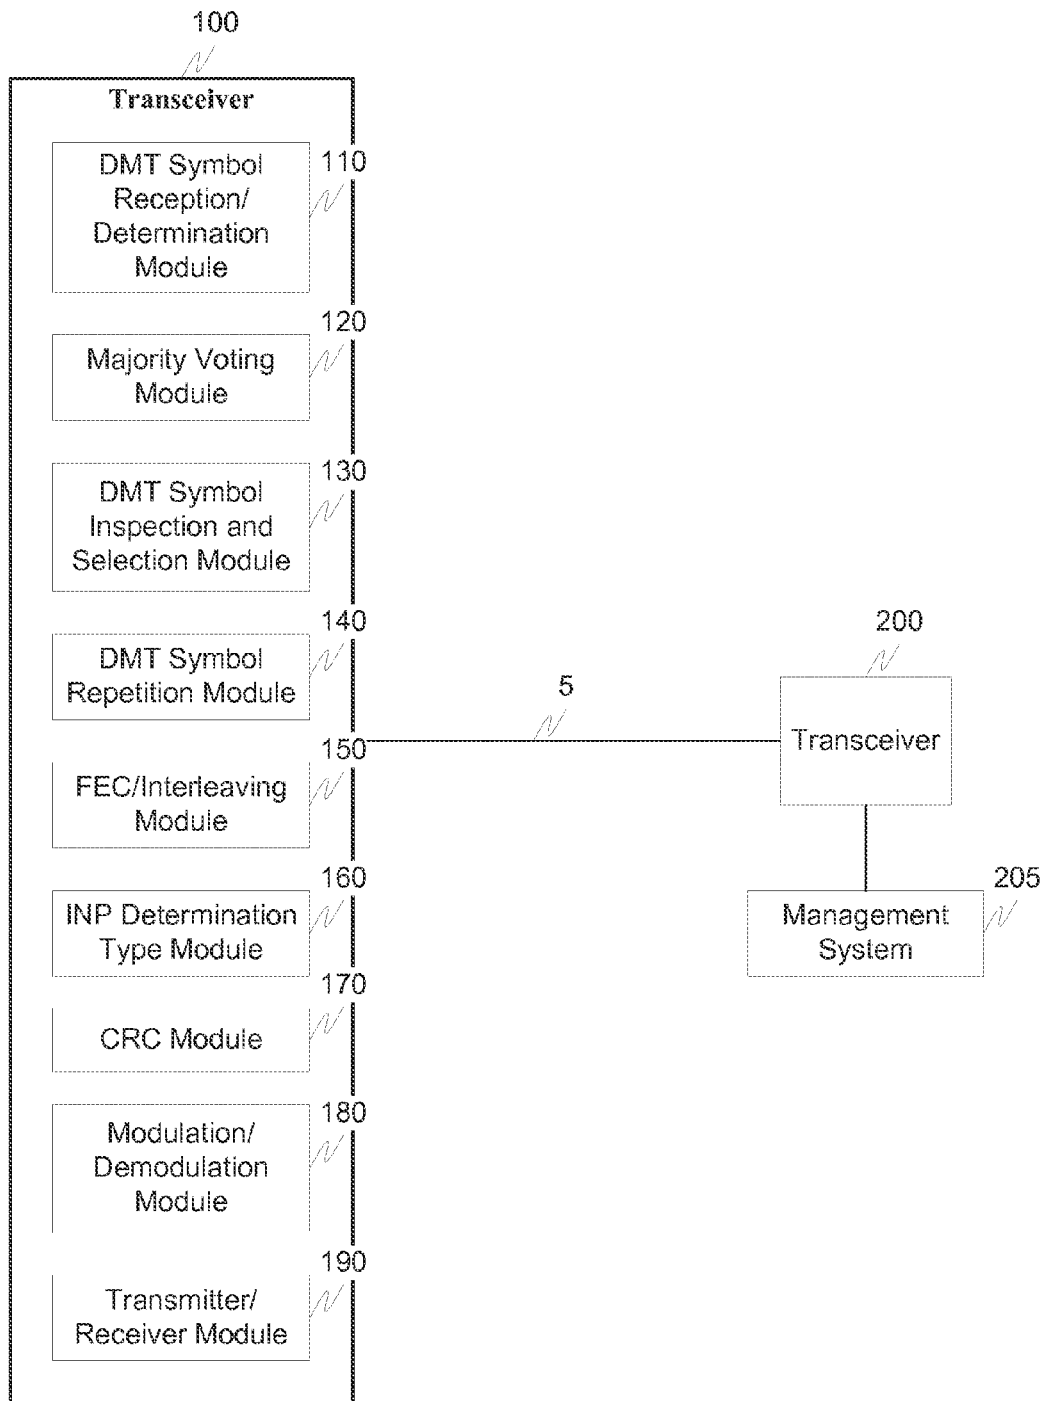 100
Transceiver
110
DMT Symbol
Reception/
Determination
Module
120
Majority Voting
Module
130
DMT Symbol
Inspection and
Selection Module
140
DMT Symbol
Repetition Module
150
FEC/Interleaving
Module
160
INP Determination
Type Module
170
CRC Module
180
Modulation/
Demodulation
Module
190
Transmitter/
Receiver Module
5
200
Transceiver
205
Management
System